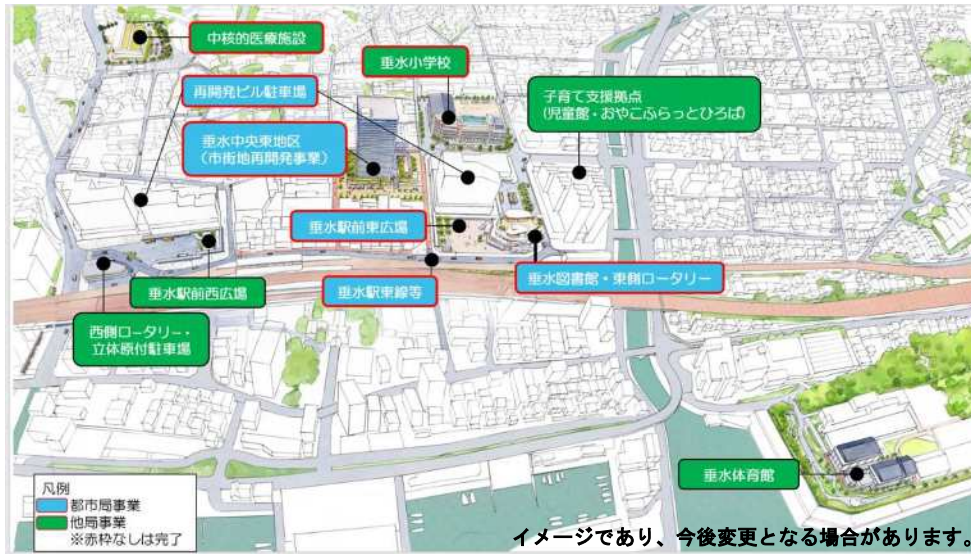 中核的医療施設
垂水小学校
再開発ビル駐車場
子育て支援拠点
(児童館・おやこふらっとひろば)
垂水中央東地区
(市街地再開発事業)
垂水駅前東広場
垂水図書館・東側ロータリー
垂水駅前西広場
垂水駅東線等
西側ロータリー・
立体原付駐車場
垂水体育館
凡例
都市局事業
他局事業
※赤枠なしは完了
イメージであり、今後変更となる場合があります。